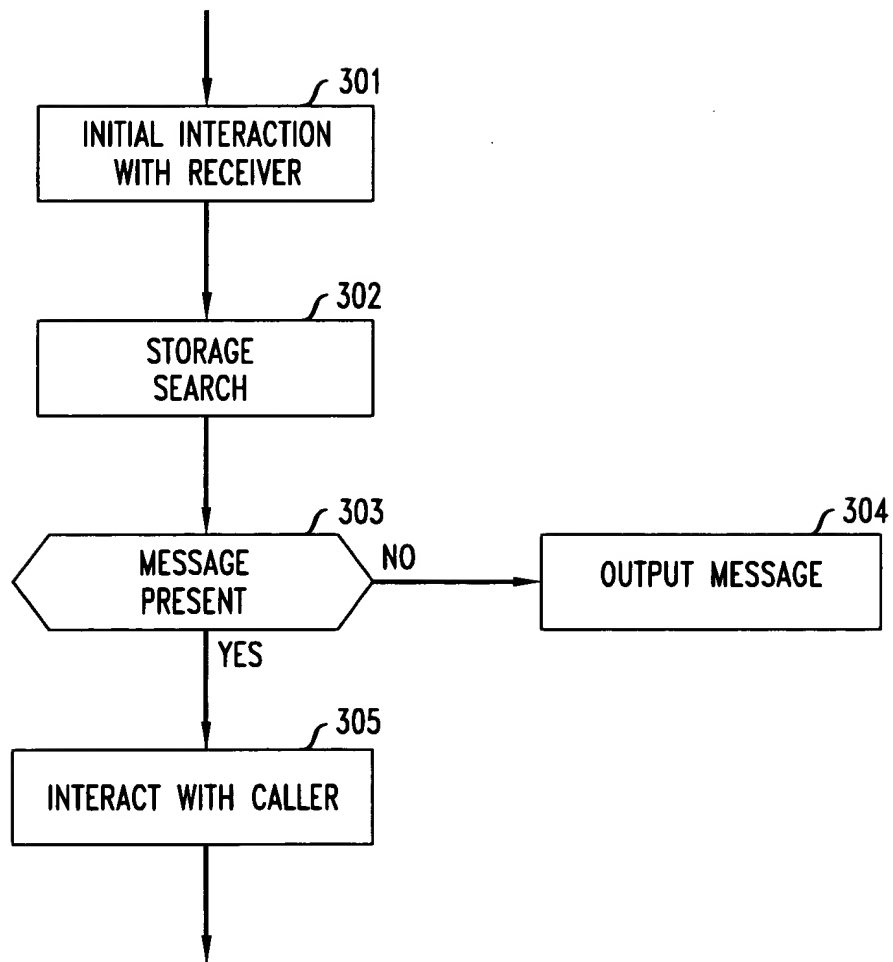 301
INITIAL INTERACTION
WITH RECEIVER
302
STORAGE
SEARCH
303
MESSAGE
PRESENT
NO
304
OUTPUT MESSAGE
YES
305
INTERACT WITH CALLER